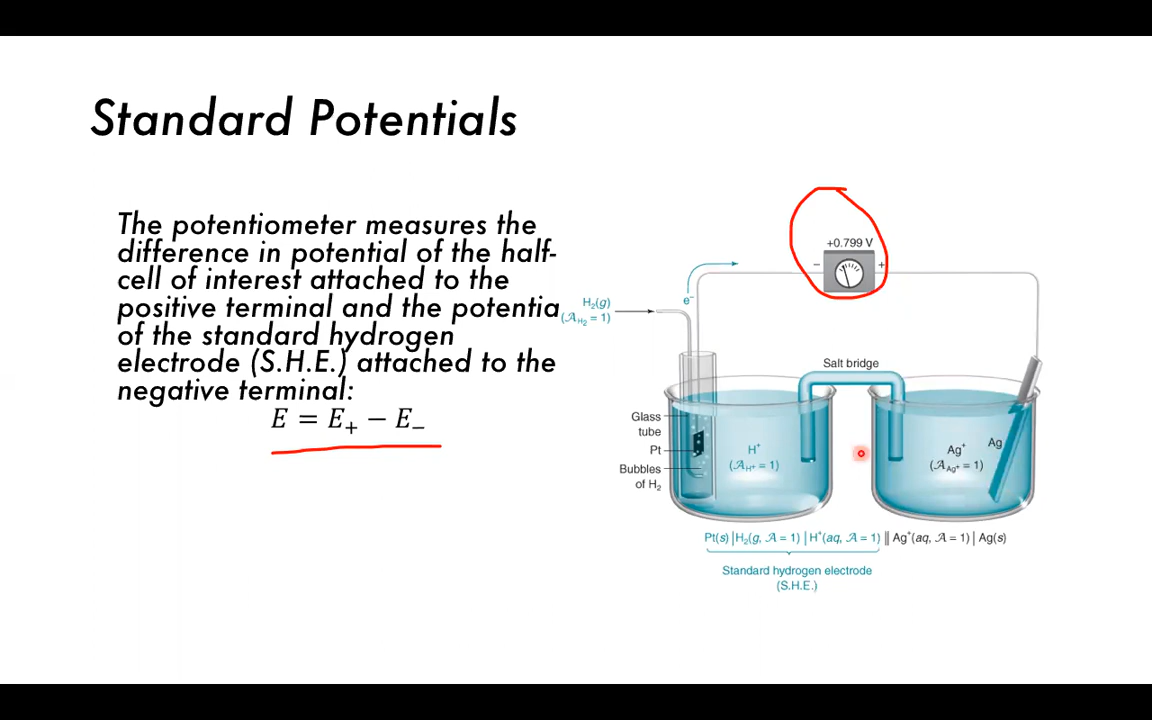 Standard Potentials
The potentiometer measures the
difference in potential of the half-
cell of interest attached to the
positive terminal and the potentia
of the standard hydrogen
electrode (S.H.E.) attached to the
negative terminal:
E = E₊ − E₋
+0.799 V
− +
e⁻
H₂(g)
(𝒜H₂ = 1)
Salt bridge
Glass
tube
Pt
Bubbles
of H₂
H⁺
(𝒜H⁺ = 1)
Ag⁺
(𝒜Ag⁺ = 1)
Ag
Pt(s) |H₂(g, 𝒜 = 1) | H⁺(aq, 𝒜 = 1) || Ag⁺(aq, 𝒜 = 1) | Ag(s)
Standard hydrogen electrode
(S.H.E.)